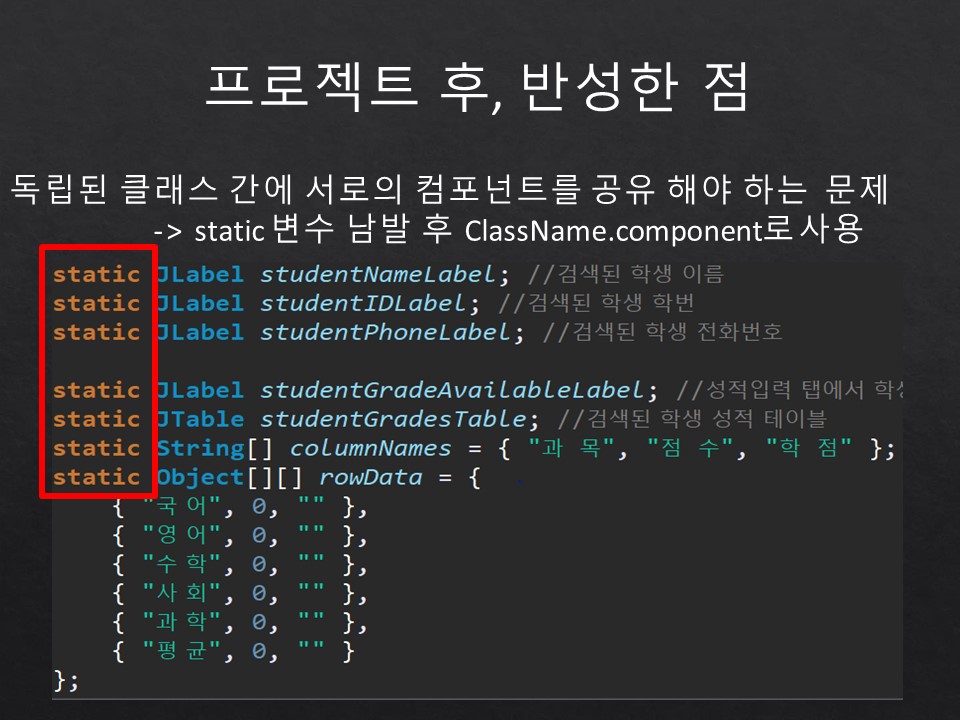 프로젝트 후, 반성한 점
독립된 클래스 간에 서로의 컴포넌트를 공유 해야 하는 문제
-> static 변수 남발 후 ClassName.component로 사용
static JLabel studentNameLabel; //검색된 학생 이름
static JLabel studentIDLabel; //검색된 학생 학번
static JLabel studentPhoneLabel; //검색된 학생 전화번호
static JLabel studentGradeAvailableLabel; //성적입력 탭에서
static JTable studentGradesTable; //검색된 학생 성적 테이블
static String[] columnNames = { "과 목", "점 수", "학 점" };
static Object[][] rowData = {
{ "국어", 0, "" },
{ "영어", 0, "" },
{ "수학", 0, "" },
{ "사회", 0, "" },
{ "과학", 0, "" },
{ "평균", 0, "" }
};